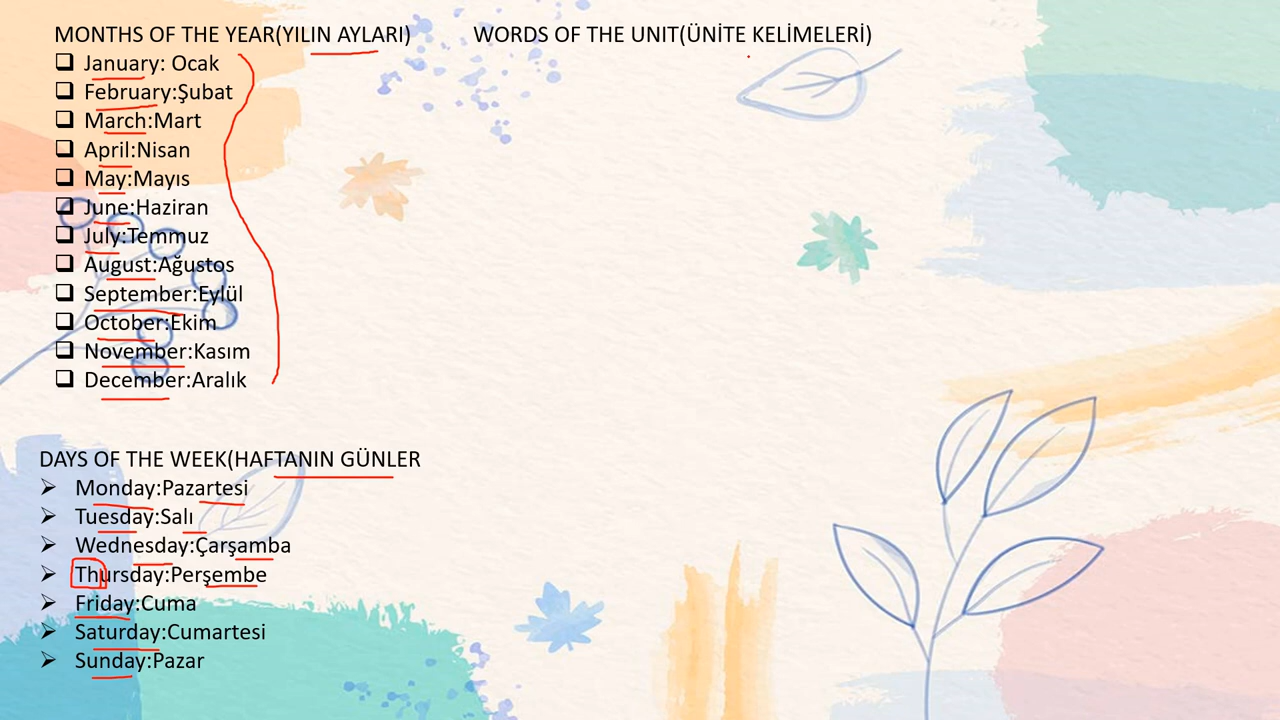 MONTHS OF THE YEAR(YILIN AYLARI)
January: Ocak
February:Şubat
March:Mart
April:Nisan
May:Mayıs
June:Haziran
July:Temmuz
August:Ağustos
September:Eylül
October:Ekim
November:Kasım
December:Aralık
DAYS OF THE WEEK(HAFTANIN GÜNLER
Monday:Pazartesi
Tuesday:Salı
Wednesday:Çarşamba
Thursday:Perşembe
Friday:Cuma
Saturday:Cumartesi
Sunday:Pazar
WORDS OF THE UNIT(ÜNİTE KELİMELERİ)